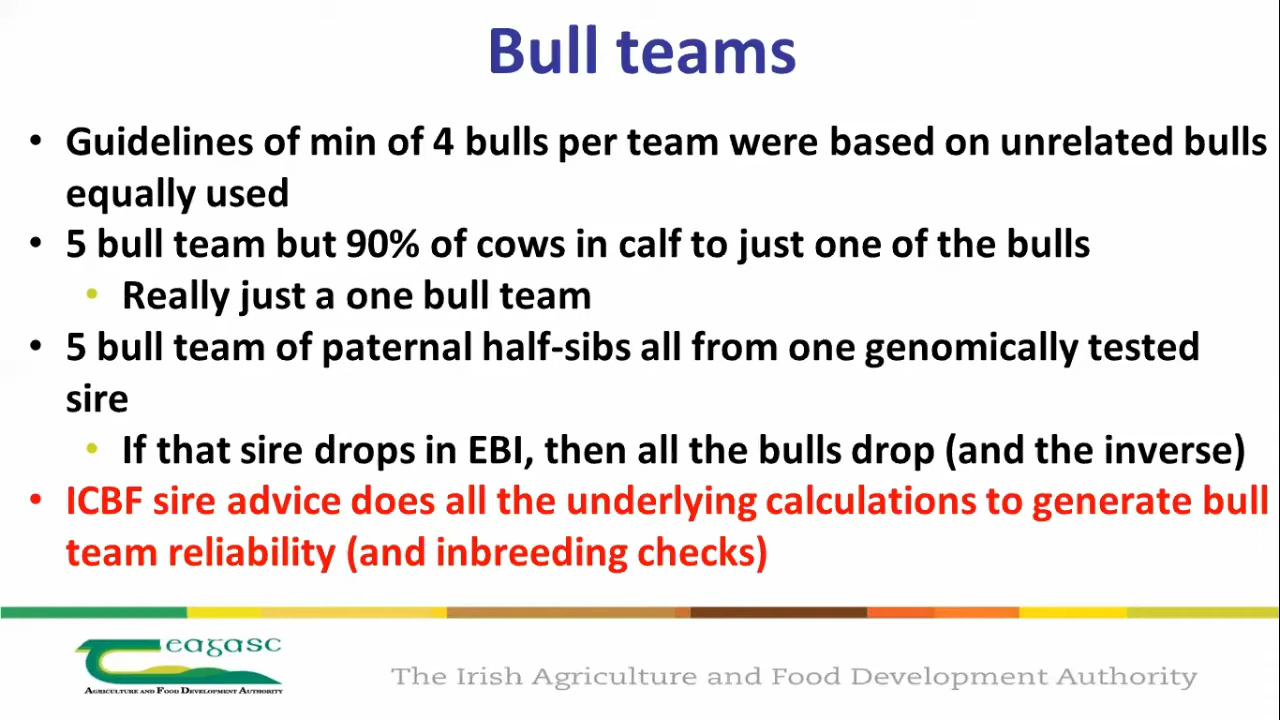 Bull teams
• Guidelines of min of 4 bulls per team were based on unrelated bulls
equally used
• 5 bull team but 90% of cows in calf to just one of the bulls
• Really just a one bull team
• 5 bull team of paternal half-sibs all from one genomically tested
sire
• If that sire drops in EBI, then all the bulls drop (and the inverse)
• ICBF sire advice does all the underlying calculations to generate bull
team reliability (and inbreeding checks)
teagasc
AGRICULTURE AND FOOD DEVELOPMENT AUTHORITY
The Irish Agriculture and Food Development Authority